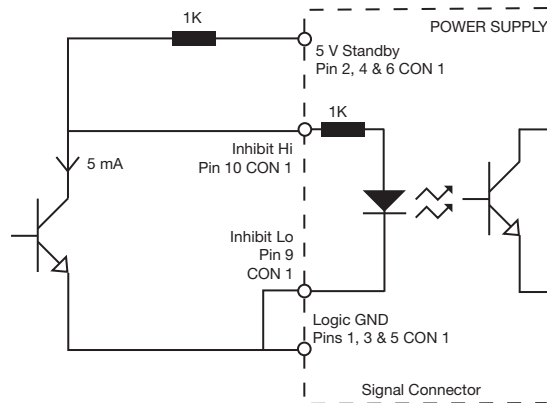 1K
POWER SUPPLY
5 V Standby
Pin 2, 4 & 6 CON 1
1K
Inhibit Hi
Pin 10 CON 1
5 mA
Inhibit Lo
Pin 9
CON 1
Logic GND
Pins 1, 3 & 5 CON 1
Signal Connector